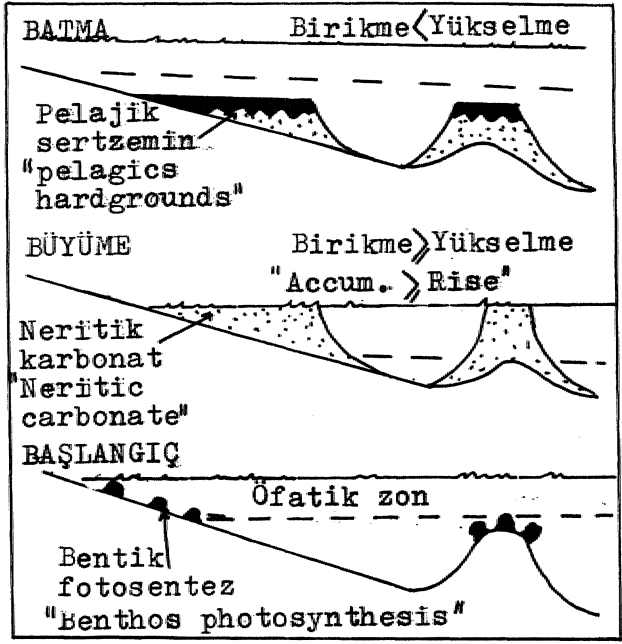 BATMA
Birikme<Yükselme
Pelajik
sertzemin
"pelagics
hardgrounds"
BÜYÜME
Birikme⩾Yükselme
"Accum. ⩾ Rise"
Neritik
karbonat
"Neritic
carbonate"
BAŞLANGIÇ
Öfatik zon
Bentik
fotosentez
"Benthos photosynthesis"